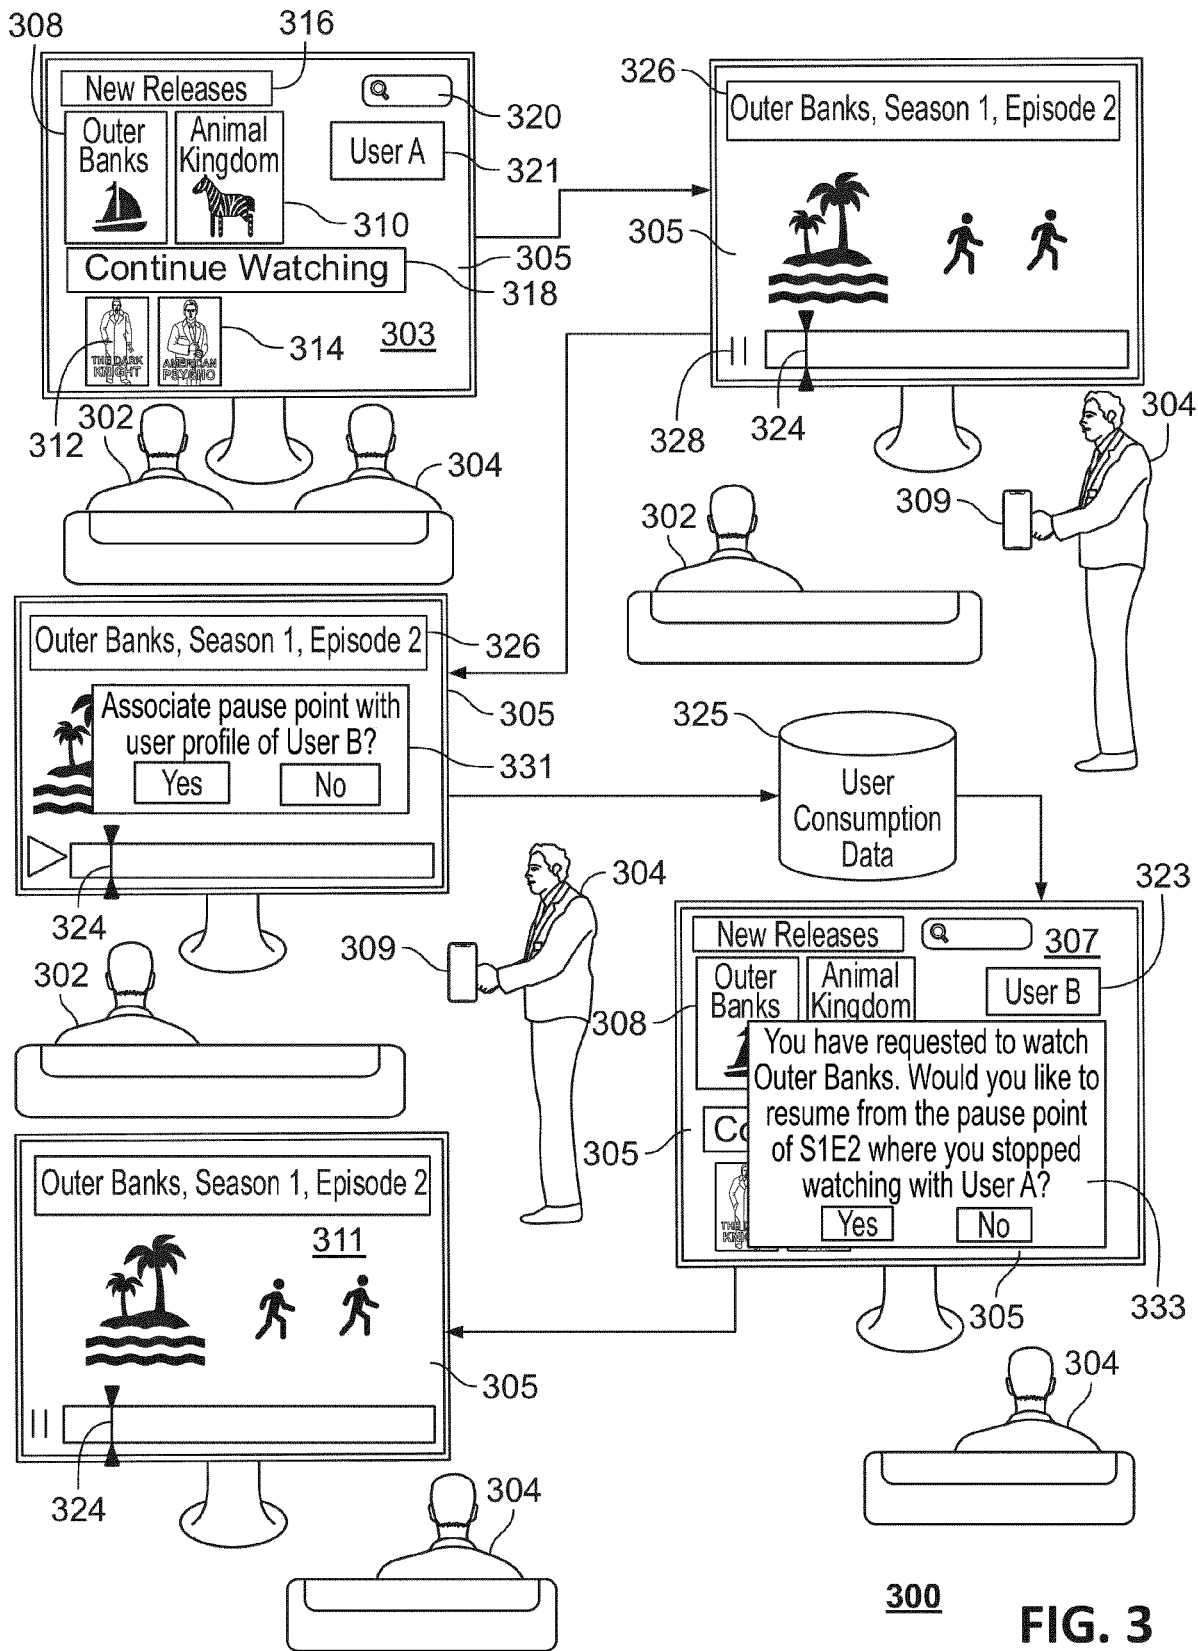 308
316
New Releases
320
Outer
Banks
Animal
Kingdom
User A
321
310
Continue Watching
305
318
THE DARK
KNIGHT
AMERICAN
PSYCHO
314
303
312
302
304
326
Outer Banks, Season 1, Episode 2
305
328
324
304
309
302
Outer Banks, Season 1, Episode 2
326
Associate pause point with
user profile of User B?
Yes
No
305
331
324
302
309
304
325
User
Consumption
Data
323
New Releases
307
Outer
Banks
Animal
Kingdom
User B
308
You have requested to watch
Outer Banks. Would you like to
resume from the pause point
of S1E2 where you stopped
watching with User A?
Yes
No
305
Co
305
333
304
Outer Banks, Season 1, Episode 2
311
305
324
304
300
FIG. 3